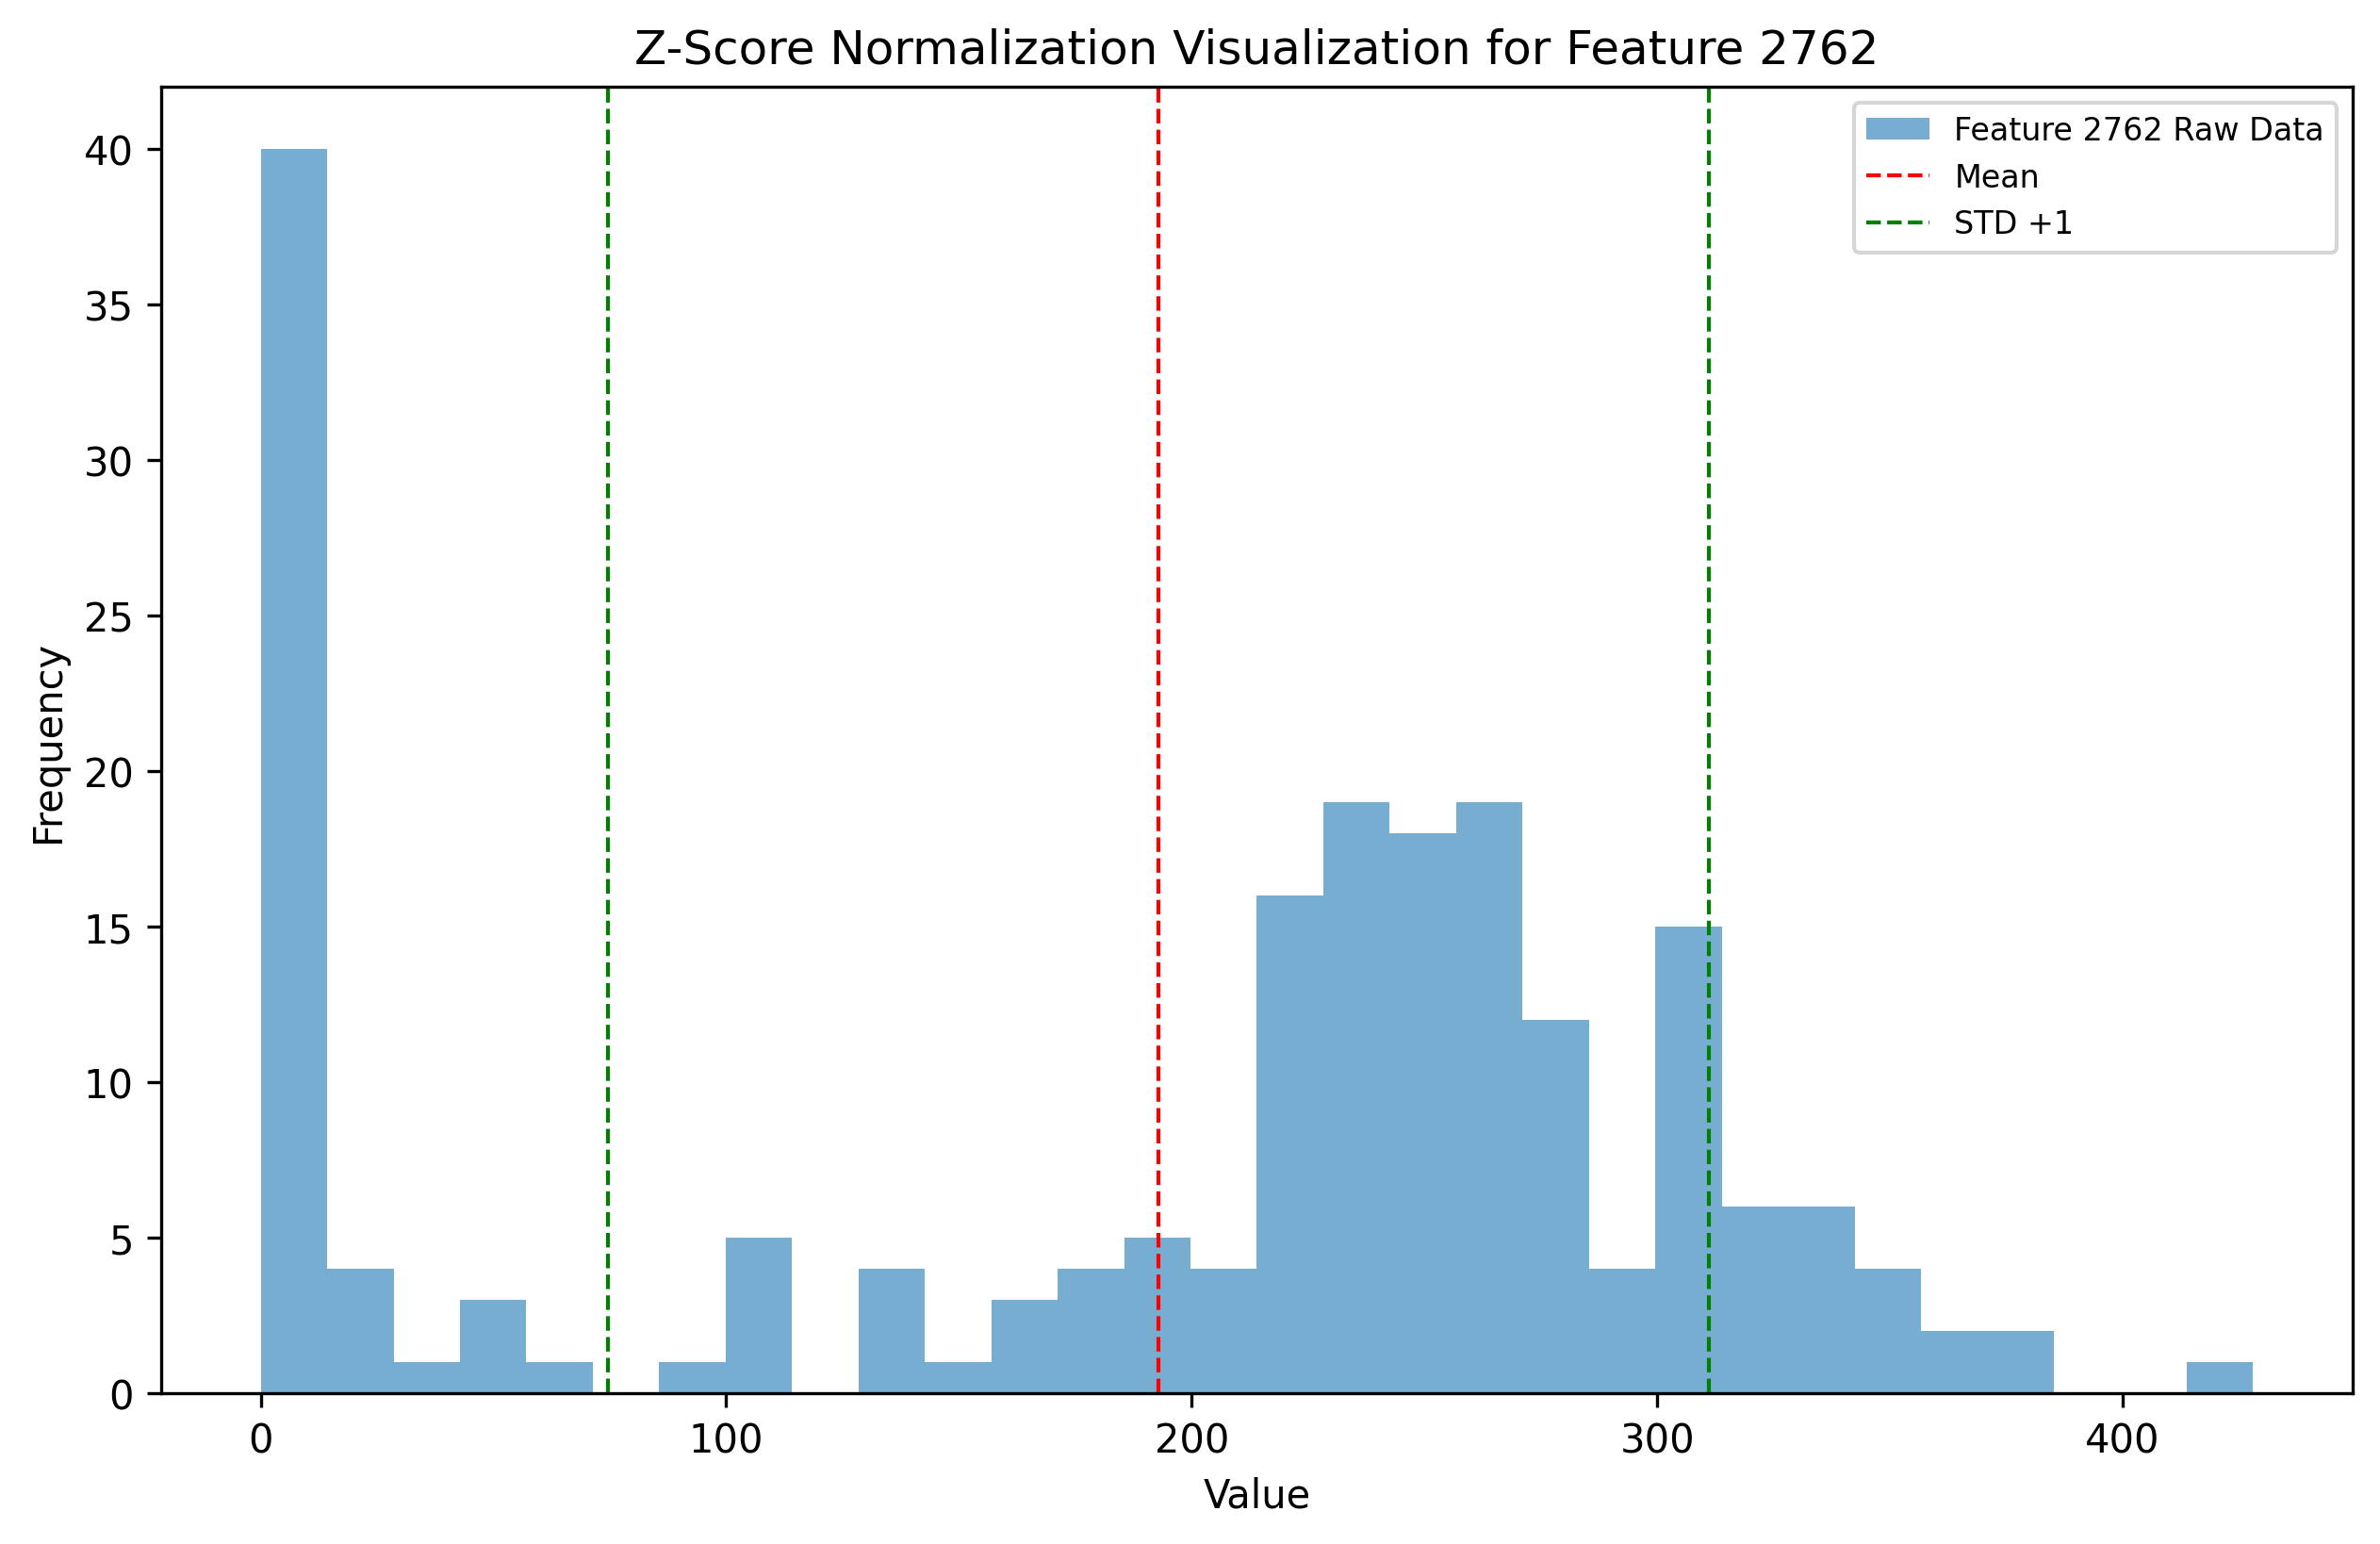 Z-Score Normalization Visualization for Feature 2762
Feature 2762 Raw Data
Mean
STD +1
40
35
30
25
20
15
10
5
0
Frequency
0 100 200 300 400
Value